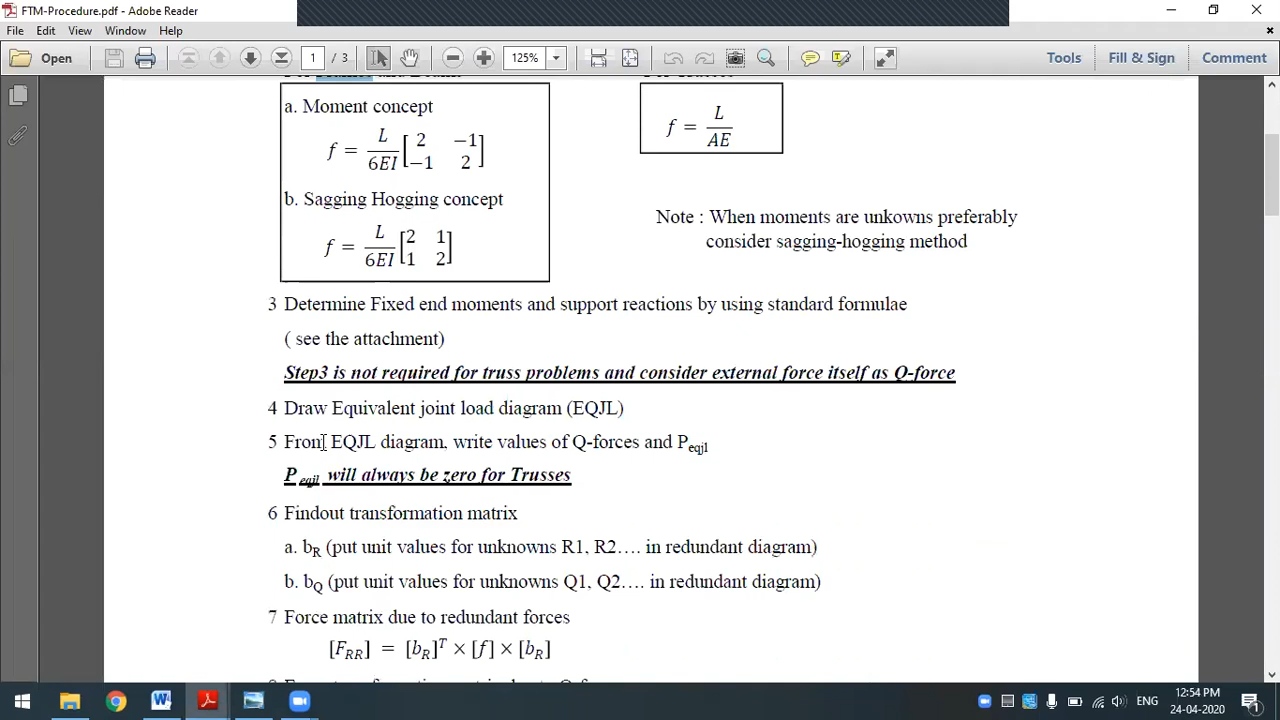 FTM-Procedure.pdf - Adobe Reader
File Edit View Window Help
Open 1 / 3 125% Tools Fill & Sign Comment
a. Moment concept
f = L/6EI [2 −1; −1 2]
b. Sagging Hogging concept
f = L/6EI [2 1; 1 2]
f = L/AE
Note : When moments are unkowns preferably
consider sagging-hogging method
3 Determine Fixed end moments and support reactions by using standard formulae
( see the attachment)
Step3 is not required for truss problems and consider external force itself as Q-force
4 Draw Equivalent joint load diagram (EQJL)
5 From EQJL diagram, write values of Q-forces and Peqjl
P eqjl will always be zero for Trusses
6 Findout transformation matrix
a. bR (put unit values for unknowns R1, R2…. in redundant diagram)
b. bQ (put unit values for unknowns Q1, Q2…. in redundant diagram)
7 Force matrix due to redundant forces
[FRR] = [bR]T × [f] × [bR]
ENG
12:54 PM
24-04-2020
1